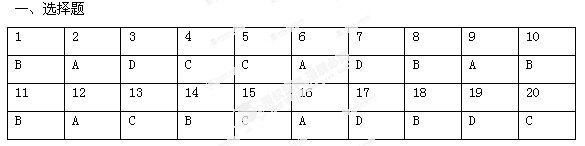 一、选择题
1 2 3 4 5 6 7 8 9 10
B A D C C A D B A B
11 12 13 14 15 16 17 18 19 20
B A C B C A D B D C